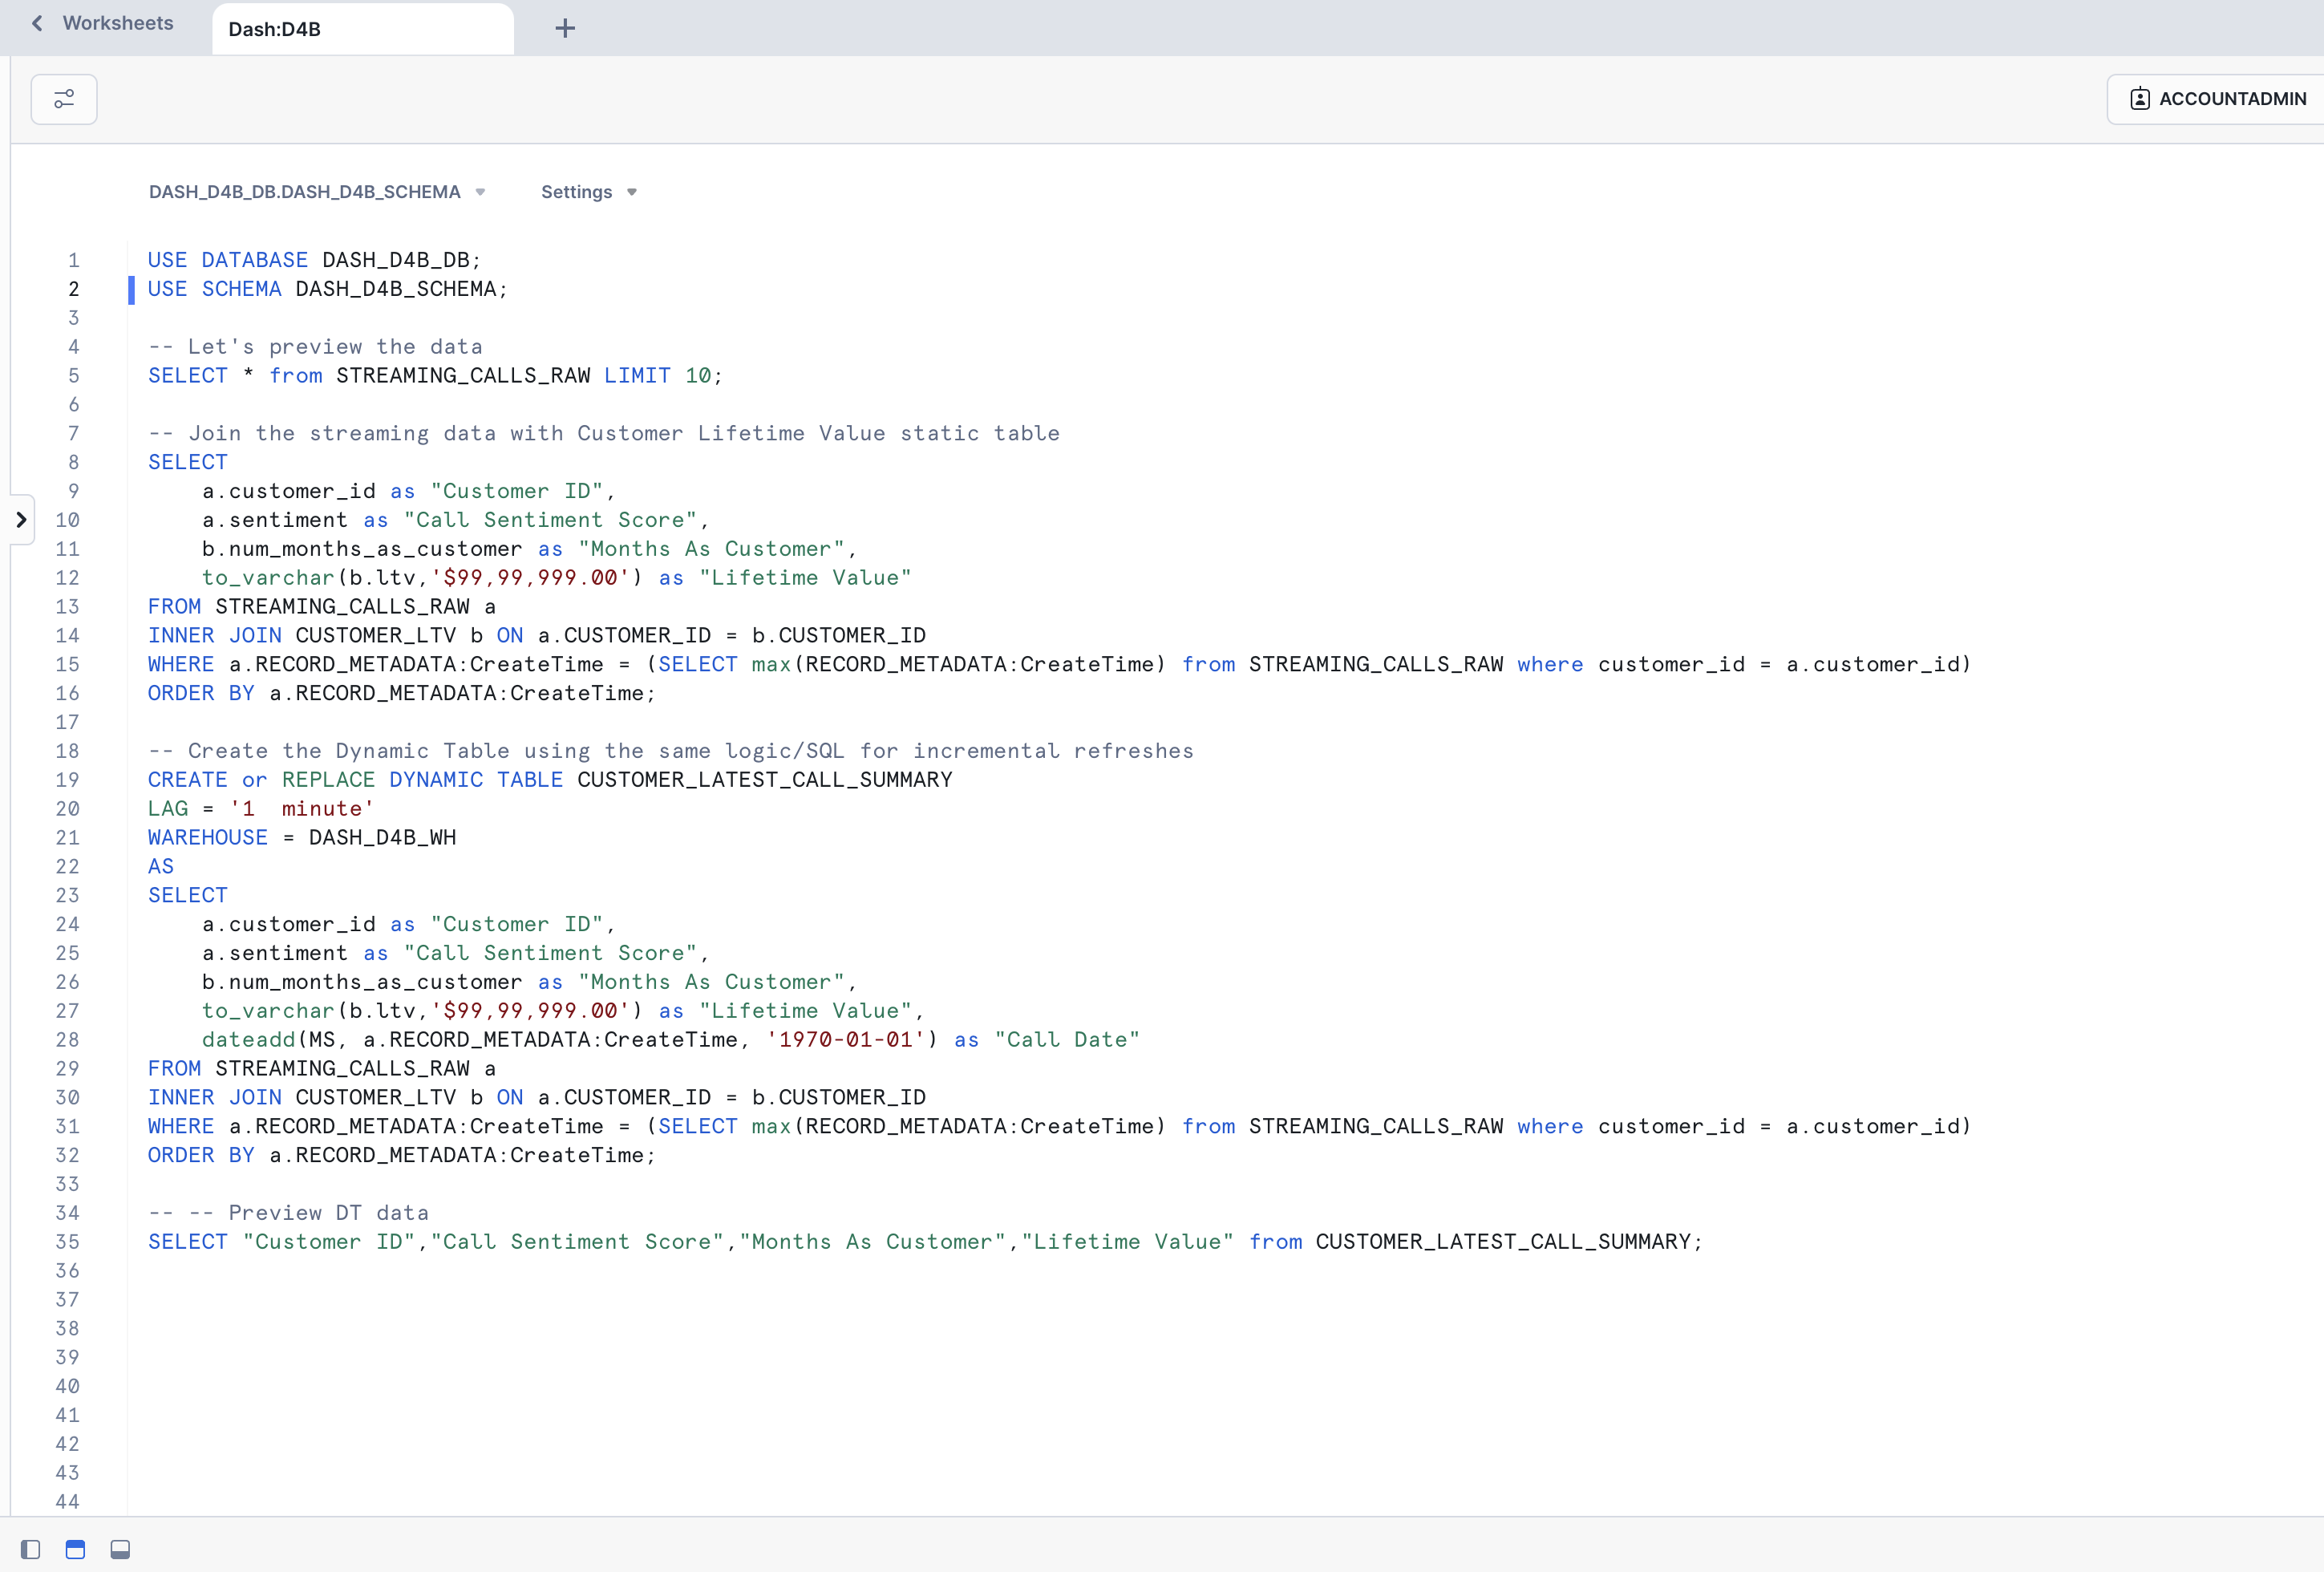 Worksheets
Dash:D4B
+
ACCOUNTADMIN
DASH_D4B_DB.DASH_D4B_SCHEMA
Settings
1 USE DATABASE DASH_D4B_DB;
2 USE SCHEMA DASH_D4B_SCHEMA;
3
4 -- Let's preview the data
5 SELECT * from STREAMING_CALLS_RAW LIMIT 10;
6
7 -- Join the streaming data with Customer Lifetime Value static table
8 SELECT
9 a.customer_id as "Customer ID",
10 a.sentiment as "Call Sentiment Score",
11 b.num_months_as_customer as "Months As Customer",
12 to_varchar(b.ltv,'$99,99,999.00') as "Lifetime Value"
13 FROM STREAMING_CALLS_RAW a
14 INNER JOIN CUSTOMER_LTV b ON a.CUSTOMER_ID = b.CUSTOMER_ID
15 WHERE a.RECORD_METADATA:CreateTime = (SELECT max(RECORD_METADATA:CreateTime) from STREAMING_CALLS_RAW where customer_id = a.customer_id)
16 ORDER BY a.RECORD_METADATA:CreateTime;
17
18 -- Create the Dynamic Table using the same logic/SQL for incremental refreshes
19 CREATE or REPLACE DYNAMIC TABLE CUSTOMER_LATEST_CALL_SUMMARY
20 LAG = '1  minute'
21 WAREHOUSE = DASH_D4B_WH
22 AS
23 SELECT
24 a.customer_id as "Customer ID",
25 a.sentiment as "Call Sentiment Score",
26 b.num_months_as_customer as "Months As Customer",
27 to_varchar(b.ltv,'$99,99,999.00') as "Lifetime Value",
28 dateadd(MS, a.RECORD_METADATA:CreateTime, '1970-01-01') as "Call Date"
29 FROM STREAMING_CALLS_RAW a
30 INNER JOIN CUSTOMER_LTV b ON a.CUSTOMER_ID = b.CUSTOMER_ID
31 WHERE a.RECORD_METADATA:CreateTime = (SELECT max(RECORD_METADATA:CreateTime) from STREAMING_CALLS_RAW where customer_id = a.customer_id)
32 ORDER BY a.RECORD_METADATA:CreateTime;
33
34 -- -- Preview DT data
35 SELECT "Customer ID","Call Sentiment Score","Months As Customer","Lifetime Value" from CUSTOMER_LATEST_CALL_SUMMARY;
36
37
38
39
40
41
42
43
44